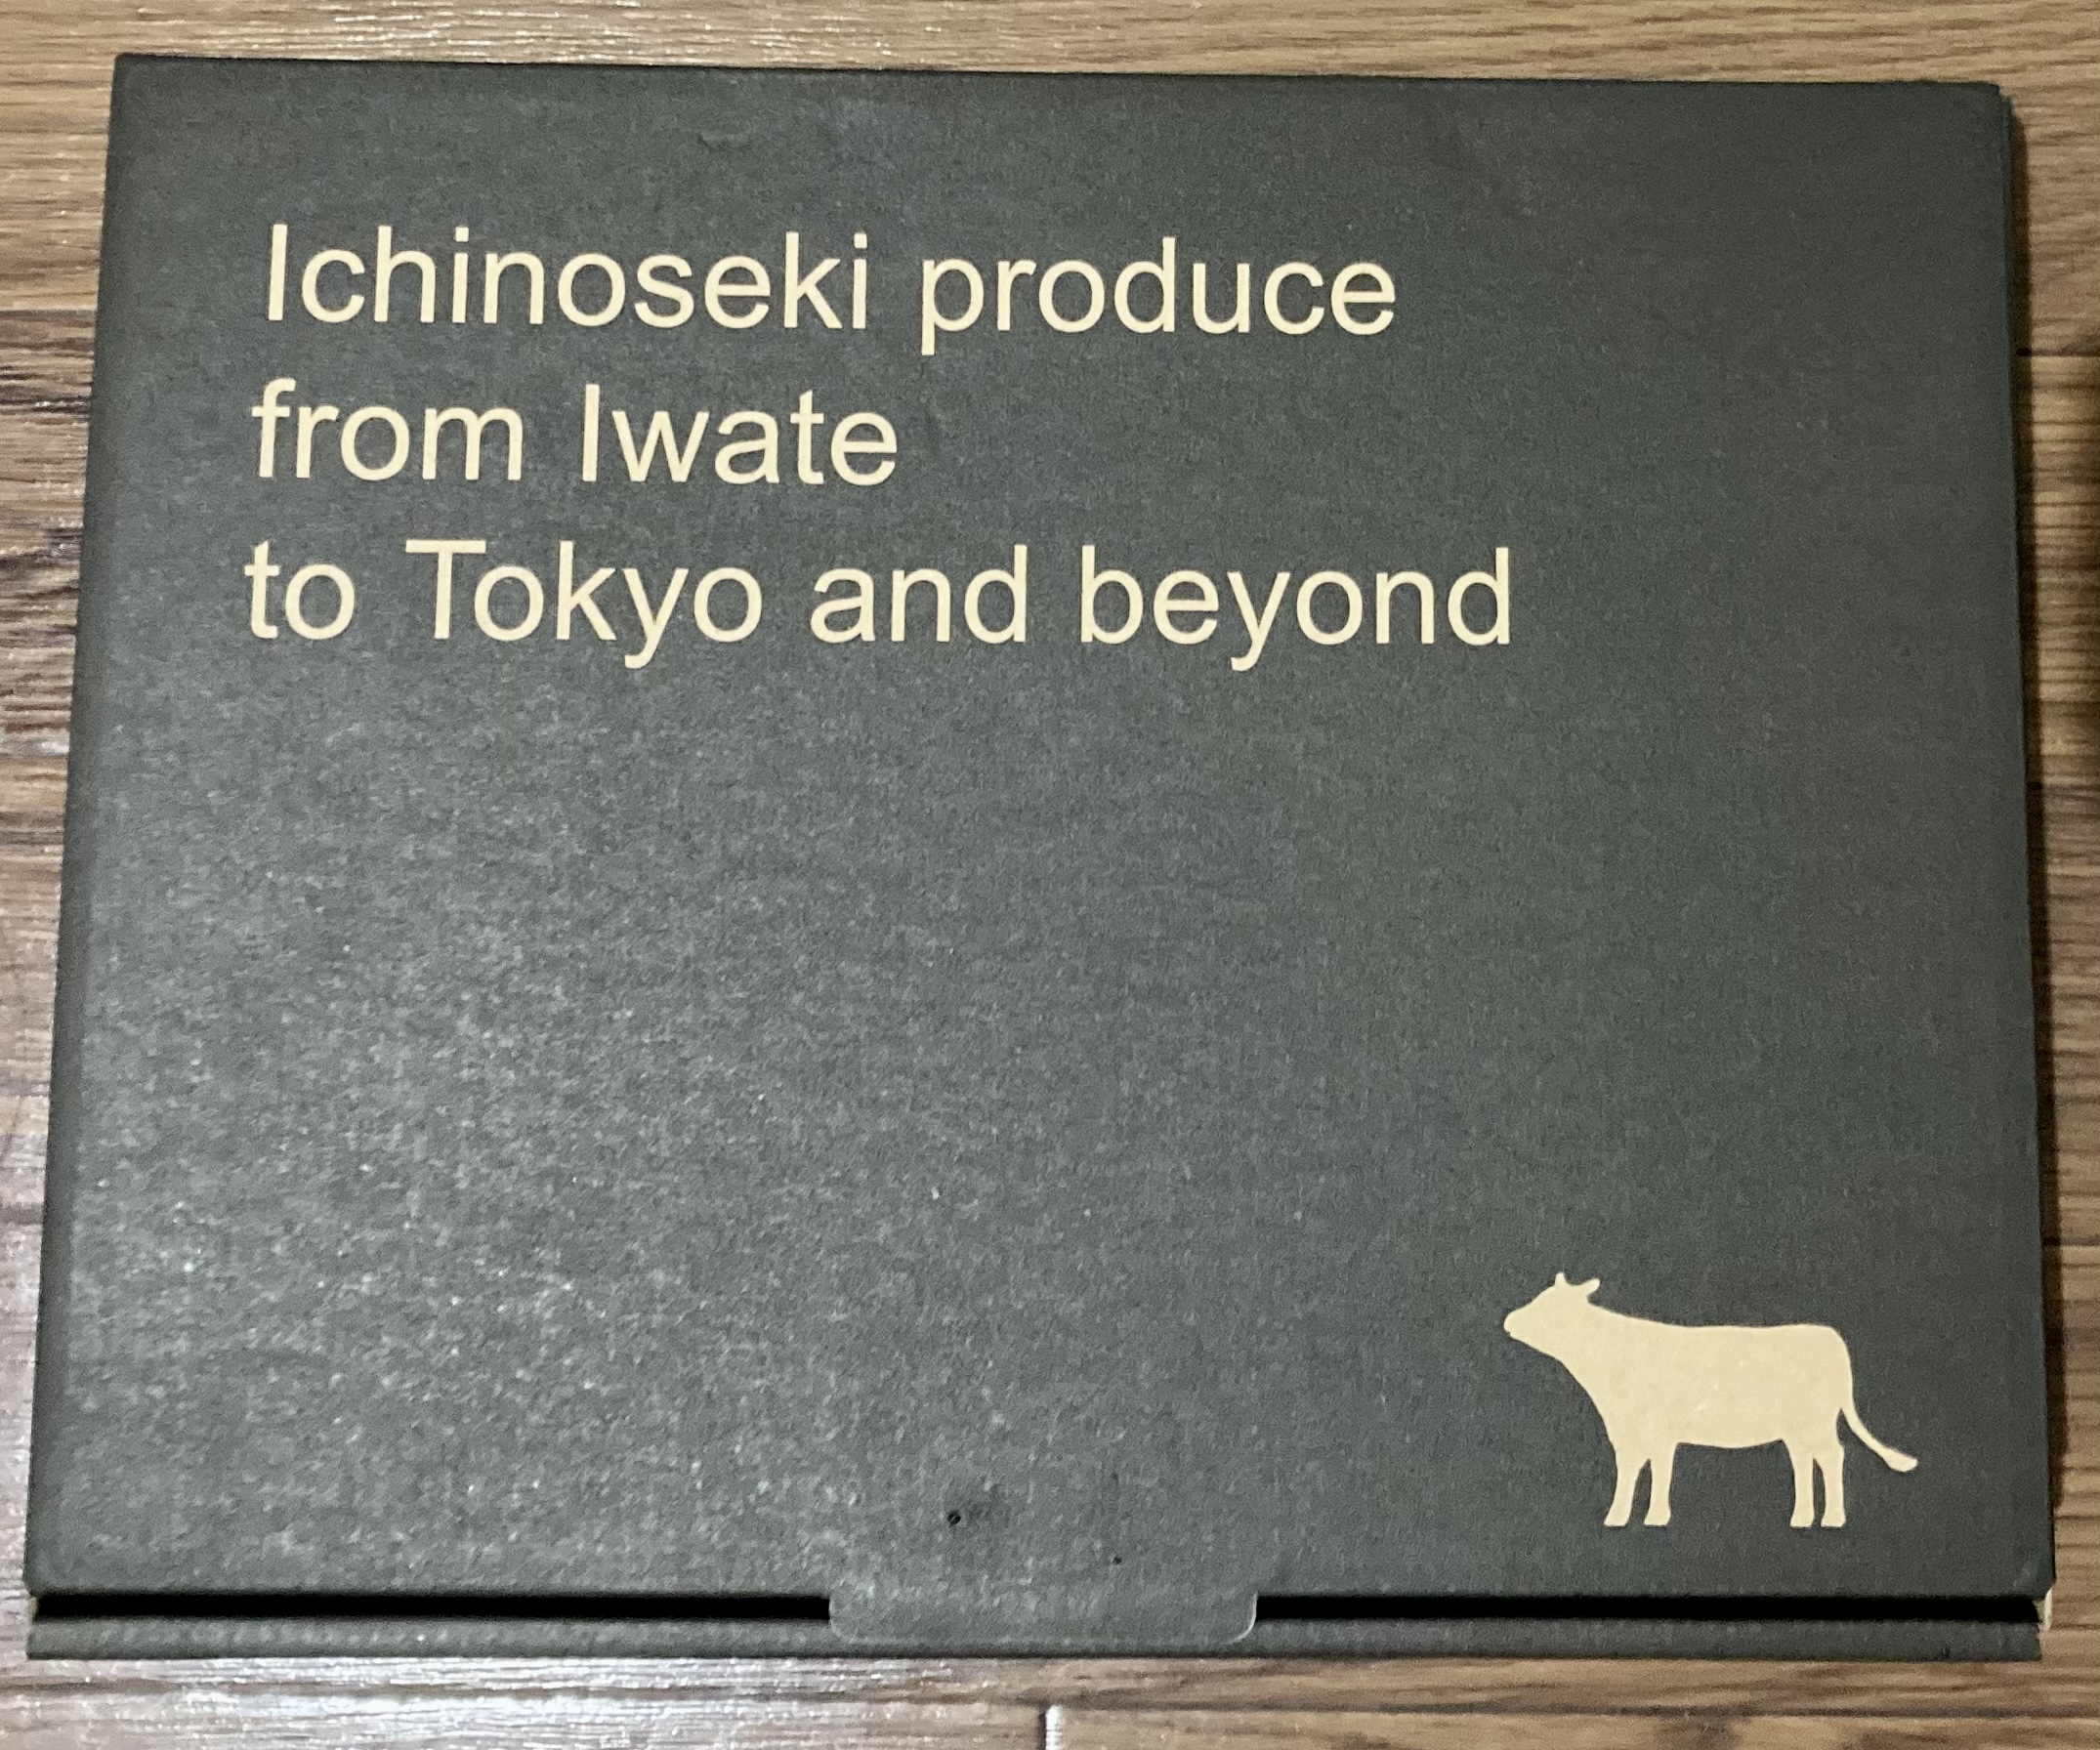 Ichinoseki produce
from Iwate
to Tokyo and beyond